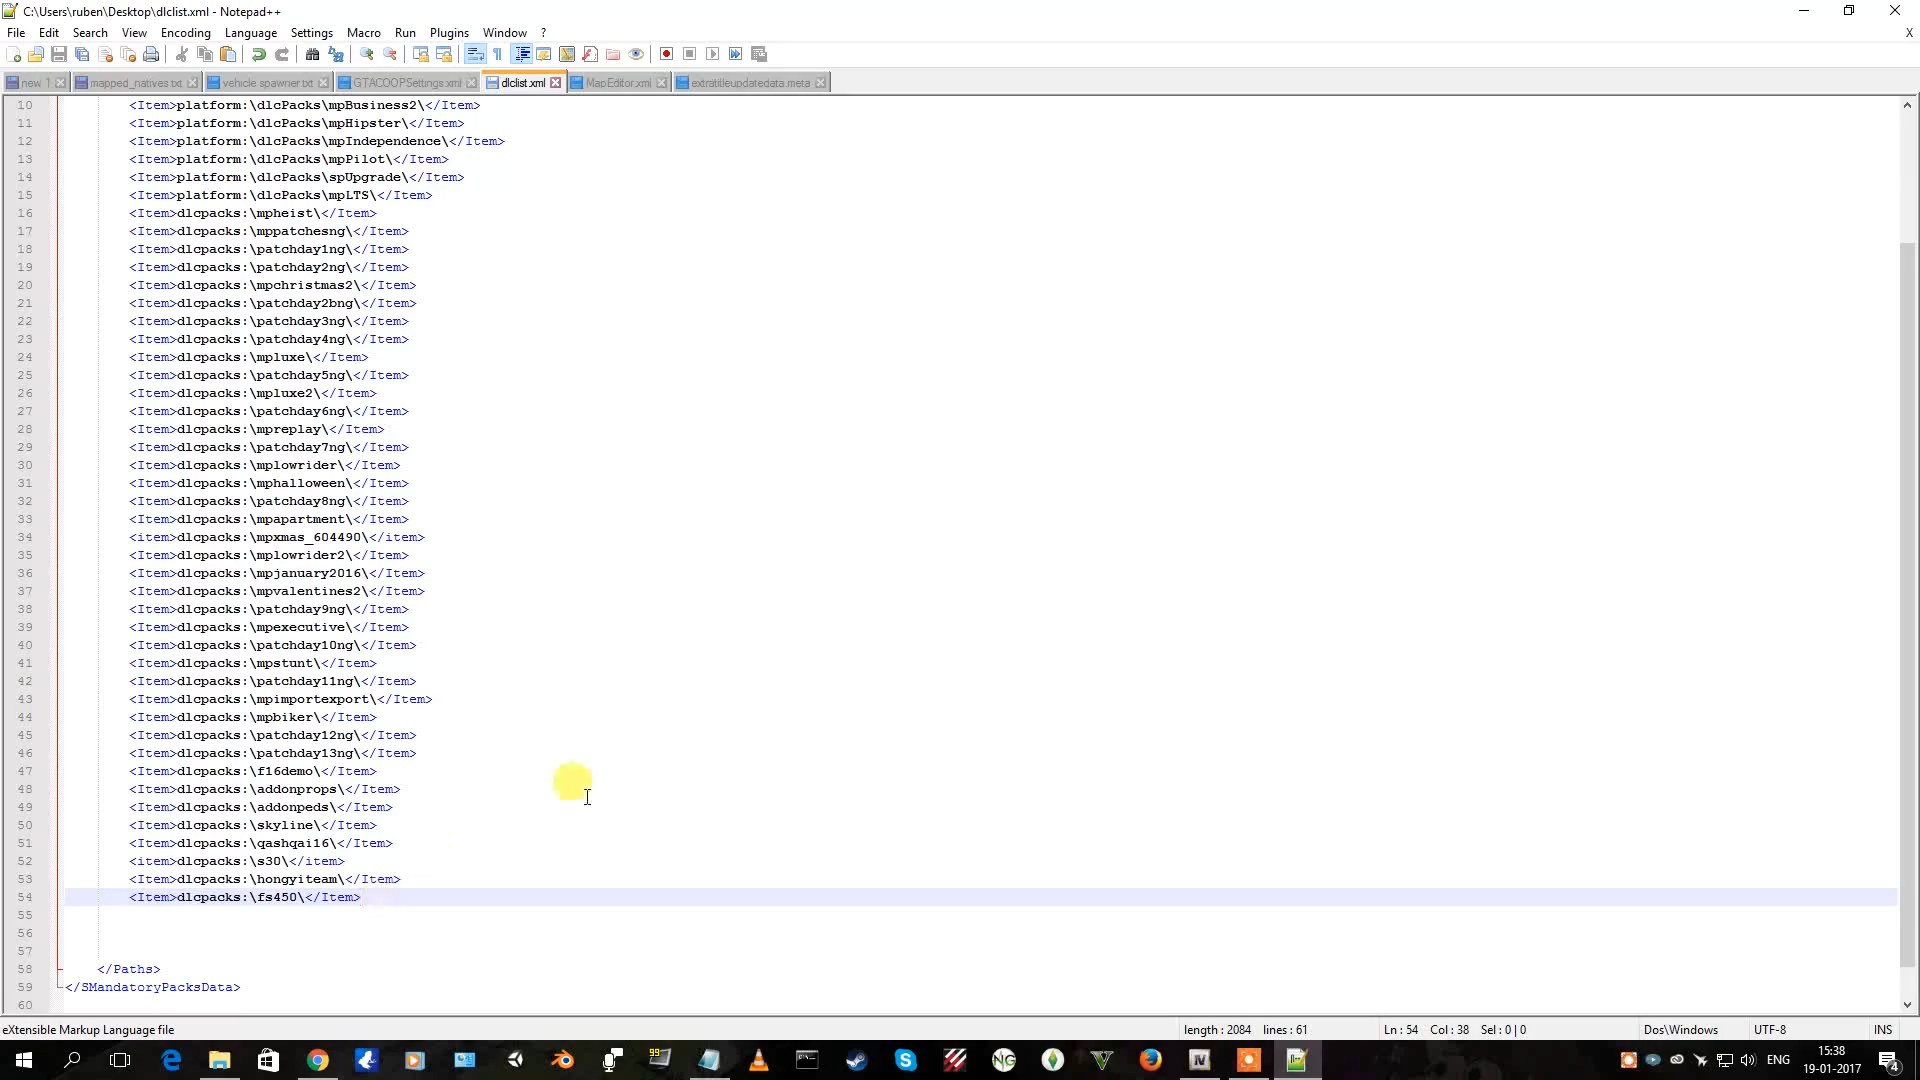 C:\Users\ruben\Desktop\dlclist.xml - Notepad++
File Edit Search View Encoding Language Settings Macro Run Plugins Window ? X
new 1 mapped_natives.txt vehicle spawner.txt GTACOOPSettings.xml dlclist.xml MapEditor.xml extratitleupdatedata.meta
10 <Item>platform:\dlcPacks\mpBusiness2\</Item>
11 <Item>platform:\dlcPacks\mpHipster\</Item>
12 <Item>platform:\dlcPacks\mpIndependence\</Item>
13 <Item>platform:\dlcPacks\mpPilot\</Item>
14 <Item>platform:\dlcPacks\spUpgrade\</Item>
15 <Item>platform:\dlcPacks\mpLTS\</Item>
16 <Item>dlcpacks:\mpheist\</Item>
17 <Item>dlcpacks:\mppatchesng\</Item>
18 <Item>dlcpacks:\patchday1ng\</Item>
19 <Item>dlcpacks:\patchday2ng\</Item>
20 <Item>dlcpacks:\mpchristmas2\</Item>
21 <Item>dlcpacks:\patchday2bng\</Item>
22 <Item>dlcpacks:\patchday3ng\</Item>
23 <Item>dlcpacks:\patchday4ng\</Item>
24 <Item>dlcpacks:\mpluxe\</Item>
25 <Item>dlcpacks:\patchday5ng\</Item>
26 <Item>dlcpacks:\mpluxe2\</Item>
27 <Item>dlcpacks:\patchday6ng\</Item>
28 <Item>dlcpacks:\mpreplay\</Item>
29 <Item>dlcpacks:\patchday7ng\</Item>
30 <Item>dlcpacks:\mplowrider\</Item>
31 <Item>dlcpacks:\mphalloween\</Item>
32 <Item>dlcpacks:\patchday8ng\</Item>
33 <Item>dlcpacks:\mpapartment\</Item>
34 <item>dlcpacks:\mpxmas_604490\</item>
35 <Item>dlcpacks:\mplowrider2\</Item>
36 <Item>dlcpacks:\mpjanuary2016\</Item>
37 <Item>dlcpacks:\mpvalentines2\</Item>
38 <Item>dlcpacks:\patchday9ng\</Item>
39 <Item>dlcpacks:\mpexecutive\</Item>
40 <Item>dlcpacks:\patchday10ng\</Item>
41 <Item>dlcpacks:\mpstunt\</Item>
42 <Item>dlcpacks:\patchday11ng\</Item>
43 <Item>dlcpacks:\mpimportexport\</Item>
44 <Item>dlcpacks:\mpbiker\</Item>
45 <Item>dlcpacks:\patchday12ng\</Item>
46 <Item>dlcpacks:\patchday13ng\</Item>
47 <Item>dlcpacks:\f16demo\</Item>
48 <Item>dlcpacks:\addonprops\</Item>
49 <Item>dlcpacks:\addonpeds\</Item>
50 <Item>dlcpacks:\skyline\</Item>
51 <Item>dlcpacks:\qashqai16\</Item>
52 <item>dlcpacks:\s30\</item>
53 <Item>dlcpacks:\hongyiteam\</Item>
54 <Item>dlcpacks:\fs450\</Item>
55
56
57
58 </Paths>
59 </SMandatoryPacksData>
60
eXtensible Markup Language file length : 2084 lines : 61 Ln : 54 Col : 38 Sel : 0 | 0 Dos\Windows UTF-8 INS
99 NG IV ENG 15:38
19-01-2017 4